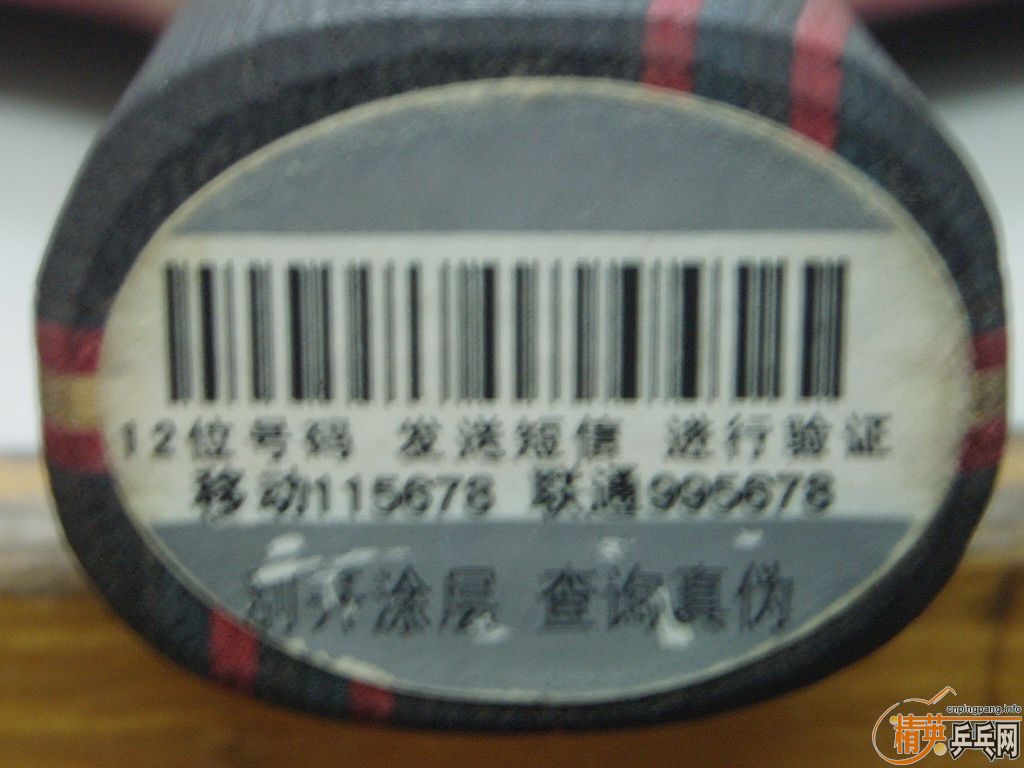 12位号码 发送短信 进行验证
移动115678 联通995678
刮开涂层 查询真伪
cnpingpang.info
精英乒乓网